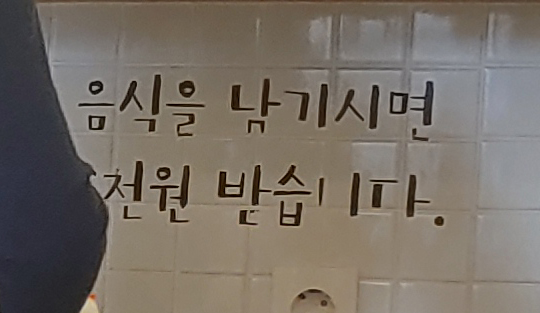 음식을 남기시면
천원 받습니다.